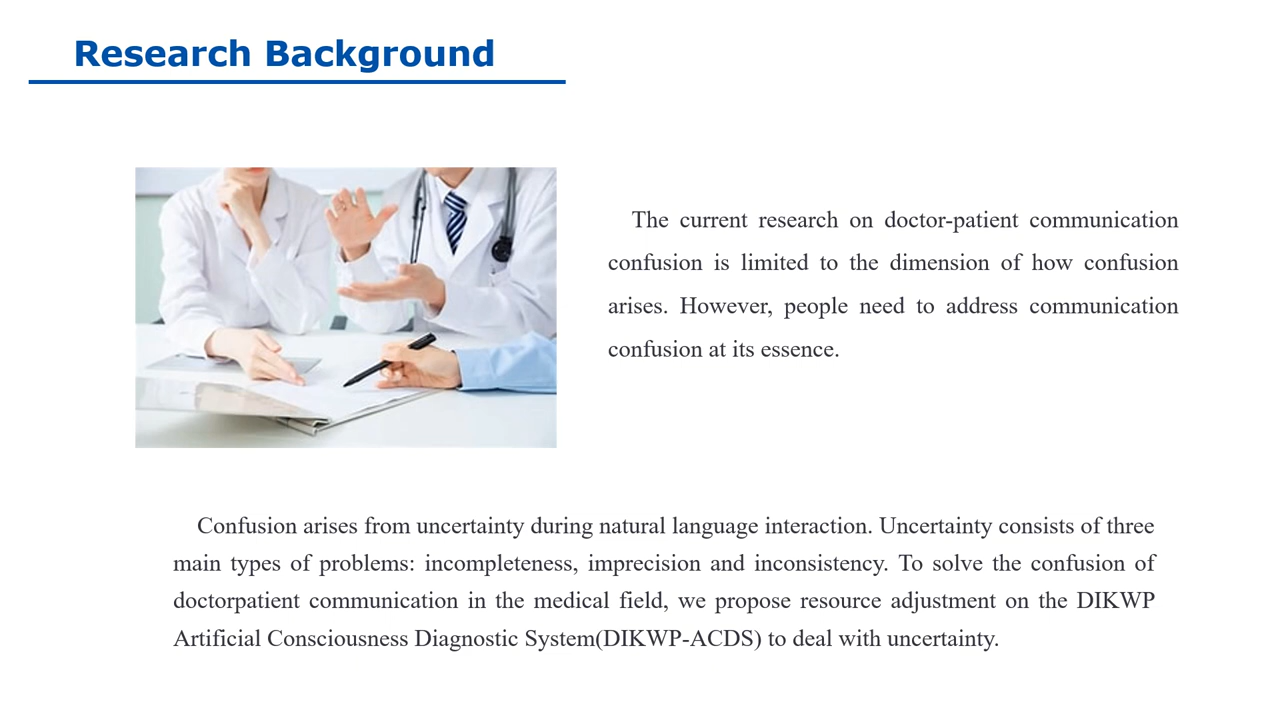 Research Background
The current research on doctor-patient communication
confusion is limited to the dimension of how confusion
arises. However, people need to address communication
confusion at its essence.
Confusion arises from uncertainty during natural language interaction. Uncertainty consists of three
main types of problems: incompleteness, imprecision and inconsistency. To solve the confusion of
doctorpatient communication in the medical field, we propose resource adjustment on the DIKWP
Artificial Consciousness Diagnostic System(DIKWP-ACDS) to deal with uncertainty.